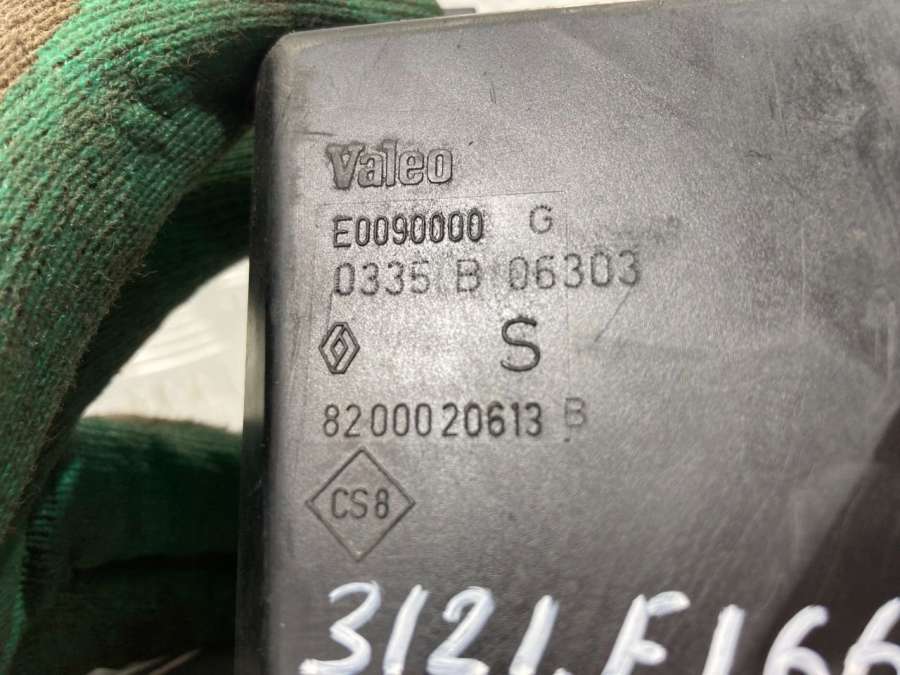 Valeo
E0090000 G
0335 B 06303
S
8200020613 B
CS8
3121.F166